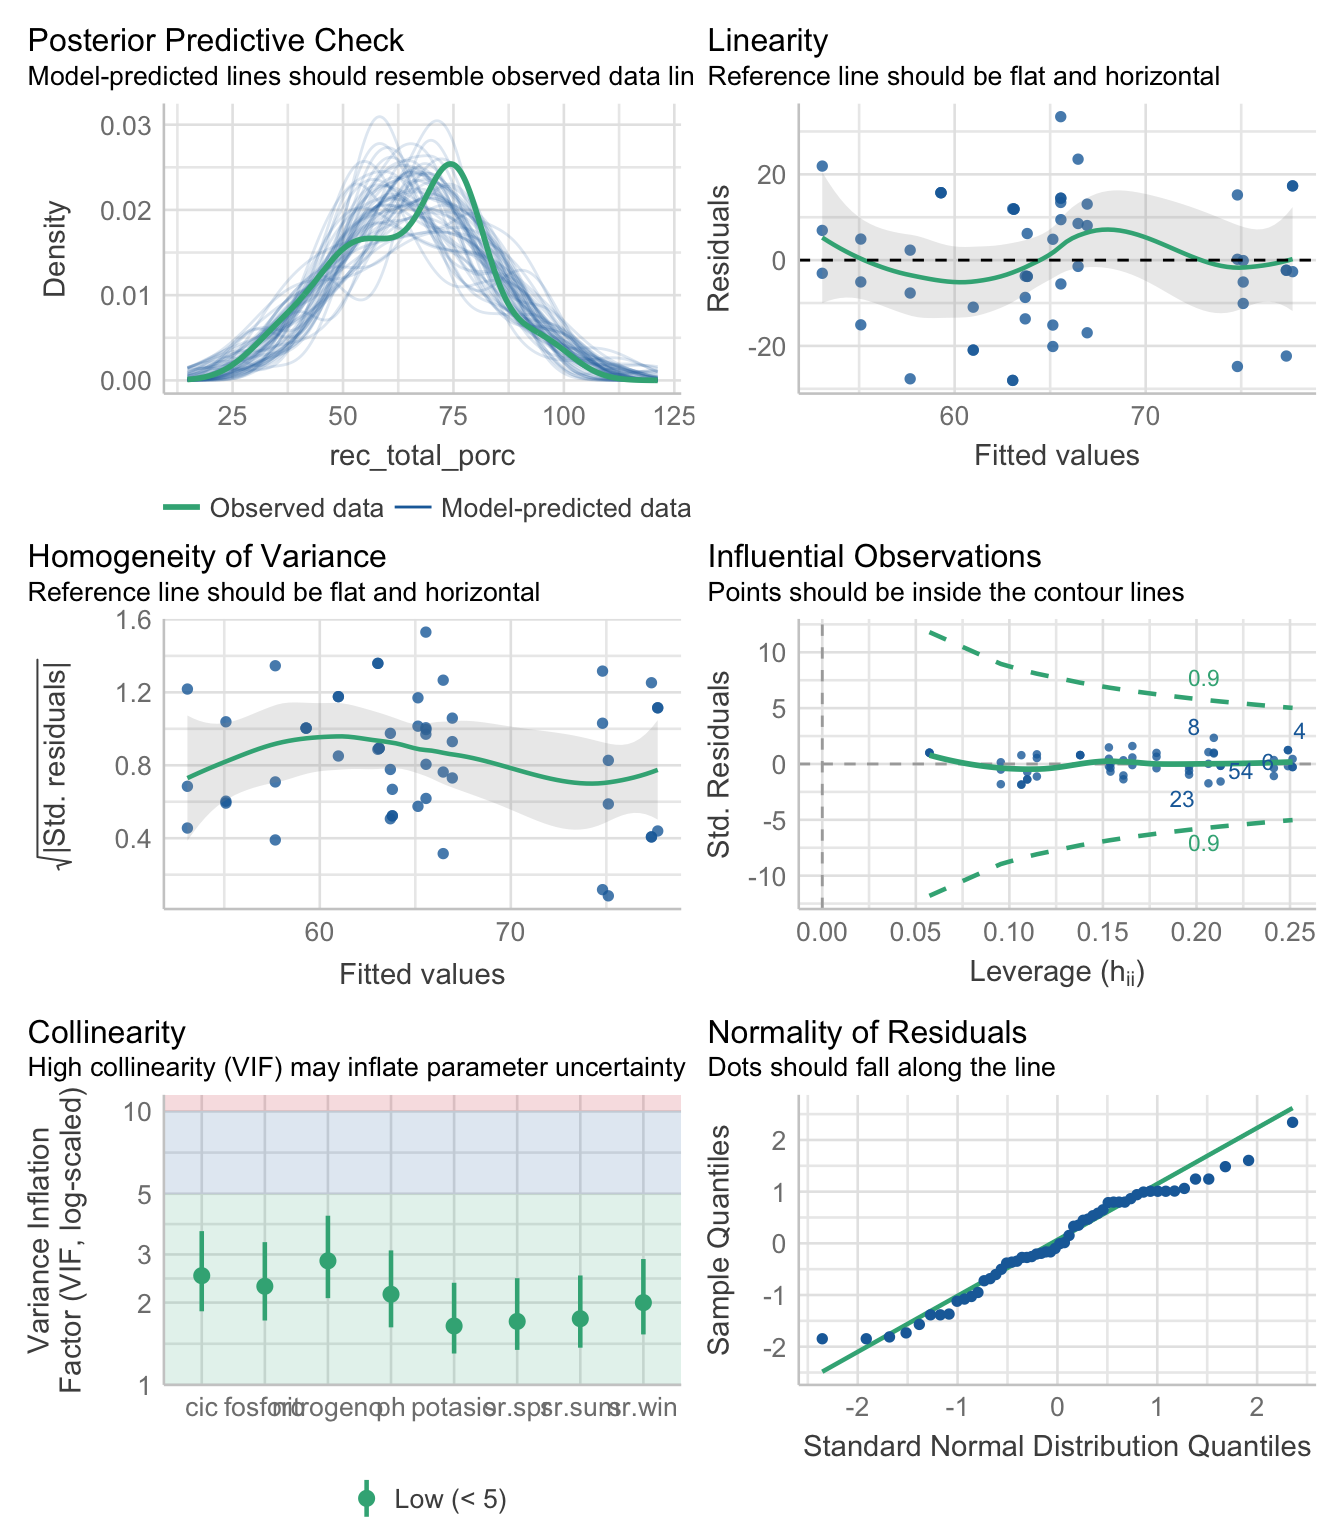 Posterior Predictive Check
Model-predicted lines should resemble observed data lin
Density
0.03
0.02
0.01
0.00
25 50 75 100 125
rec_total_porc
Observed data Model-predicted data
Linearity
Reference line should be flat and horizontal
Residuals
20
0
-20
60 70
Fitted values
Homogeneity of Variance
Reference line should be flat and horizontal
√|Std. residuals|
1.6
1.2
0.8
0.4
60 70
Fitted values
Influential Observations
Points should be inside the contour lines
Std. Residuals
10
5
0
-5
-10
0.9
8
4
6
54
23
0.9
0.00 0.05 0.10 0.15 0.20 0.25
Leverage (hii)
Collinearity
High collinearity (VIF) may inflate parameter uncertainty
Variance Inflation
Factor (VIF, log-scaled)
10
5
3
2
1
cic nitrogeno ph potasio sr.spr sr.sum sr.win
Low (< 5)
Normality of Residuals
Dots should fall along the line
Sample Quantiles
2
1
0
-1
-2
-2 -1 0 1 2
Standard Normal Distribution Quantiles